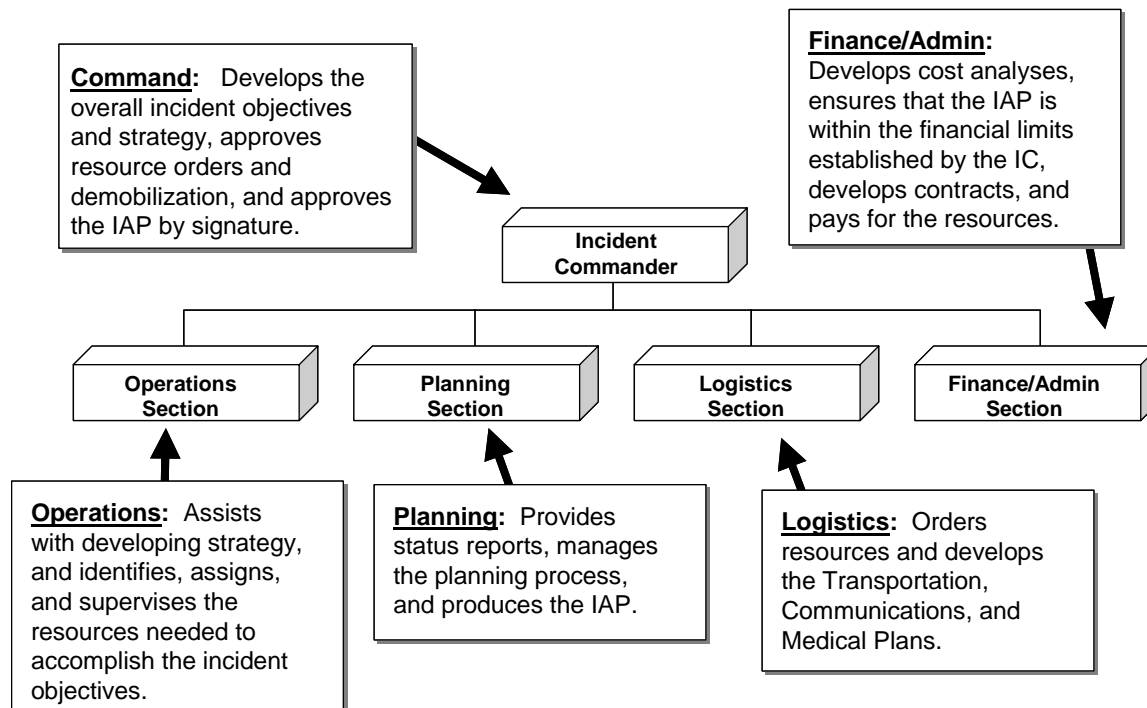 Command: Develops the
overall incident objectives
and strategy, approves
resource orders and
demobilization, and approves
the IAP by signature.
Finance/Admin:
Develops cost analyses,
ensures that the IAP is
within the financial limits
established by the IC,
develops contracts, and
pays for the resources.
Incident
Commander
Operations
Section
Planning
Section
Logistics
Section
Finance/Admin
Section
Operations: Assists
with developing strategy,
and identifies, assigns,
and supervises the
resources needed to
accomplish the incident
objectives.
Planning: Provides
status reports, manages
the planning process,
and produces the IAP.
Logistics: Orders
resources and develops
the Transportation,
Communications, and
Medical Plans.